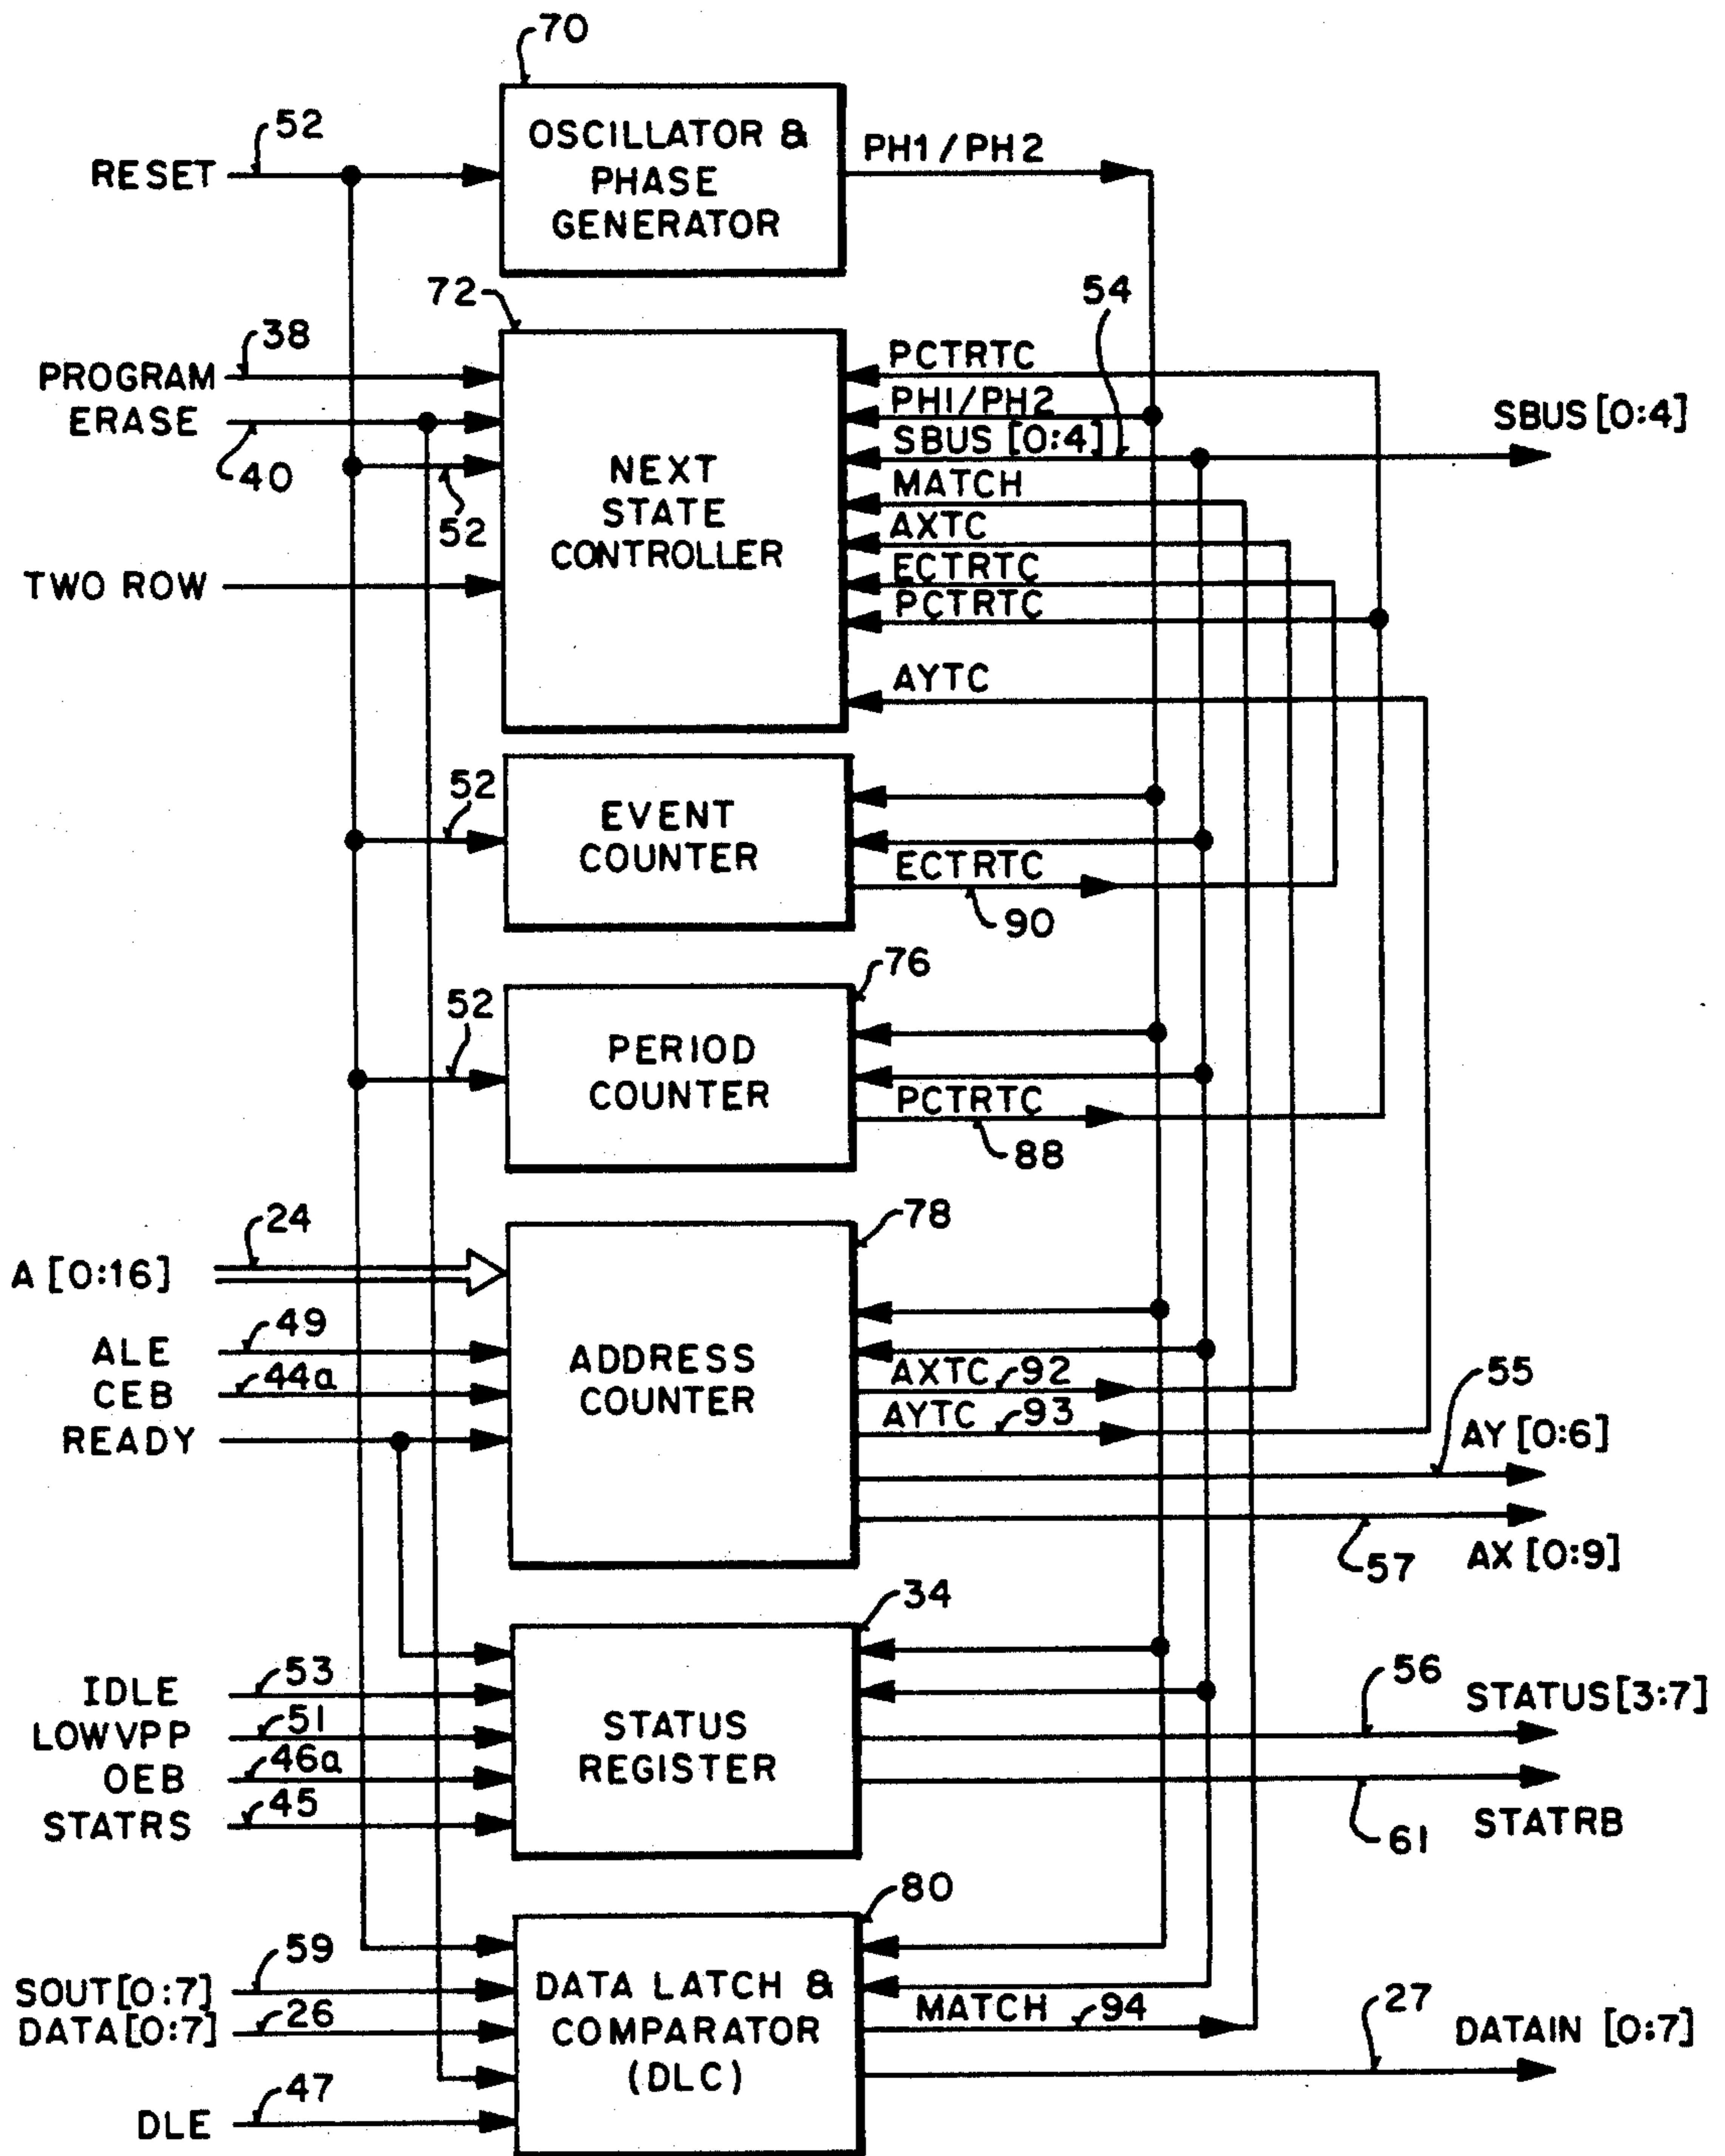 70
52
RESET
OSCILLATOR &
PHASE
GENERATOR
PH1/PH2
72
54
38
PROGRAM
ERASE
40
52
TWO ROW
NEXT
STATE
CONTROLLER
PCTRTC
PH1/PH2
SBUS [0:4]
SBUS [0:4]
MATCH
AXTC
ECTRTC
PCTRTC
AYTC
52
EVENT
COUNTER
ECTRTC
90
76
52
PERIOD
COUNTER
PCTRTC
88
78
24
A [0:16]
49
ALE
44a
CEB
READY
ADDRESS
COUNTER
AXTC 92
AYTC 93
55
AY [0:6]
57
AX [0:9]
34
53
IDLE
51
LOWVPP
46a
OEB
45
STATRS
STATUS
REGISTER
56
STATUS[3:7]
61
STATRB
80
59
SOUT[0:7]
26
DATA[0:7]
47
DLE
DATA LATCH &
COMPARATOR
(DLC)
MATCH 94
27
DATAIN [0:7]